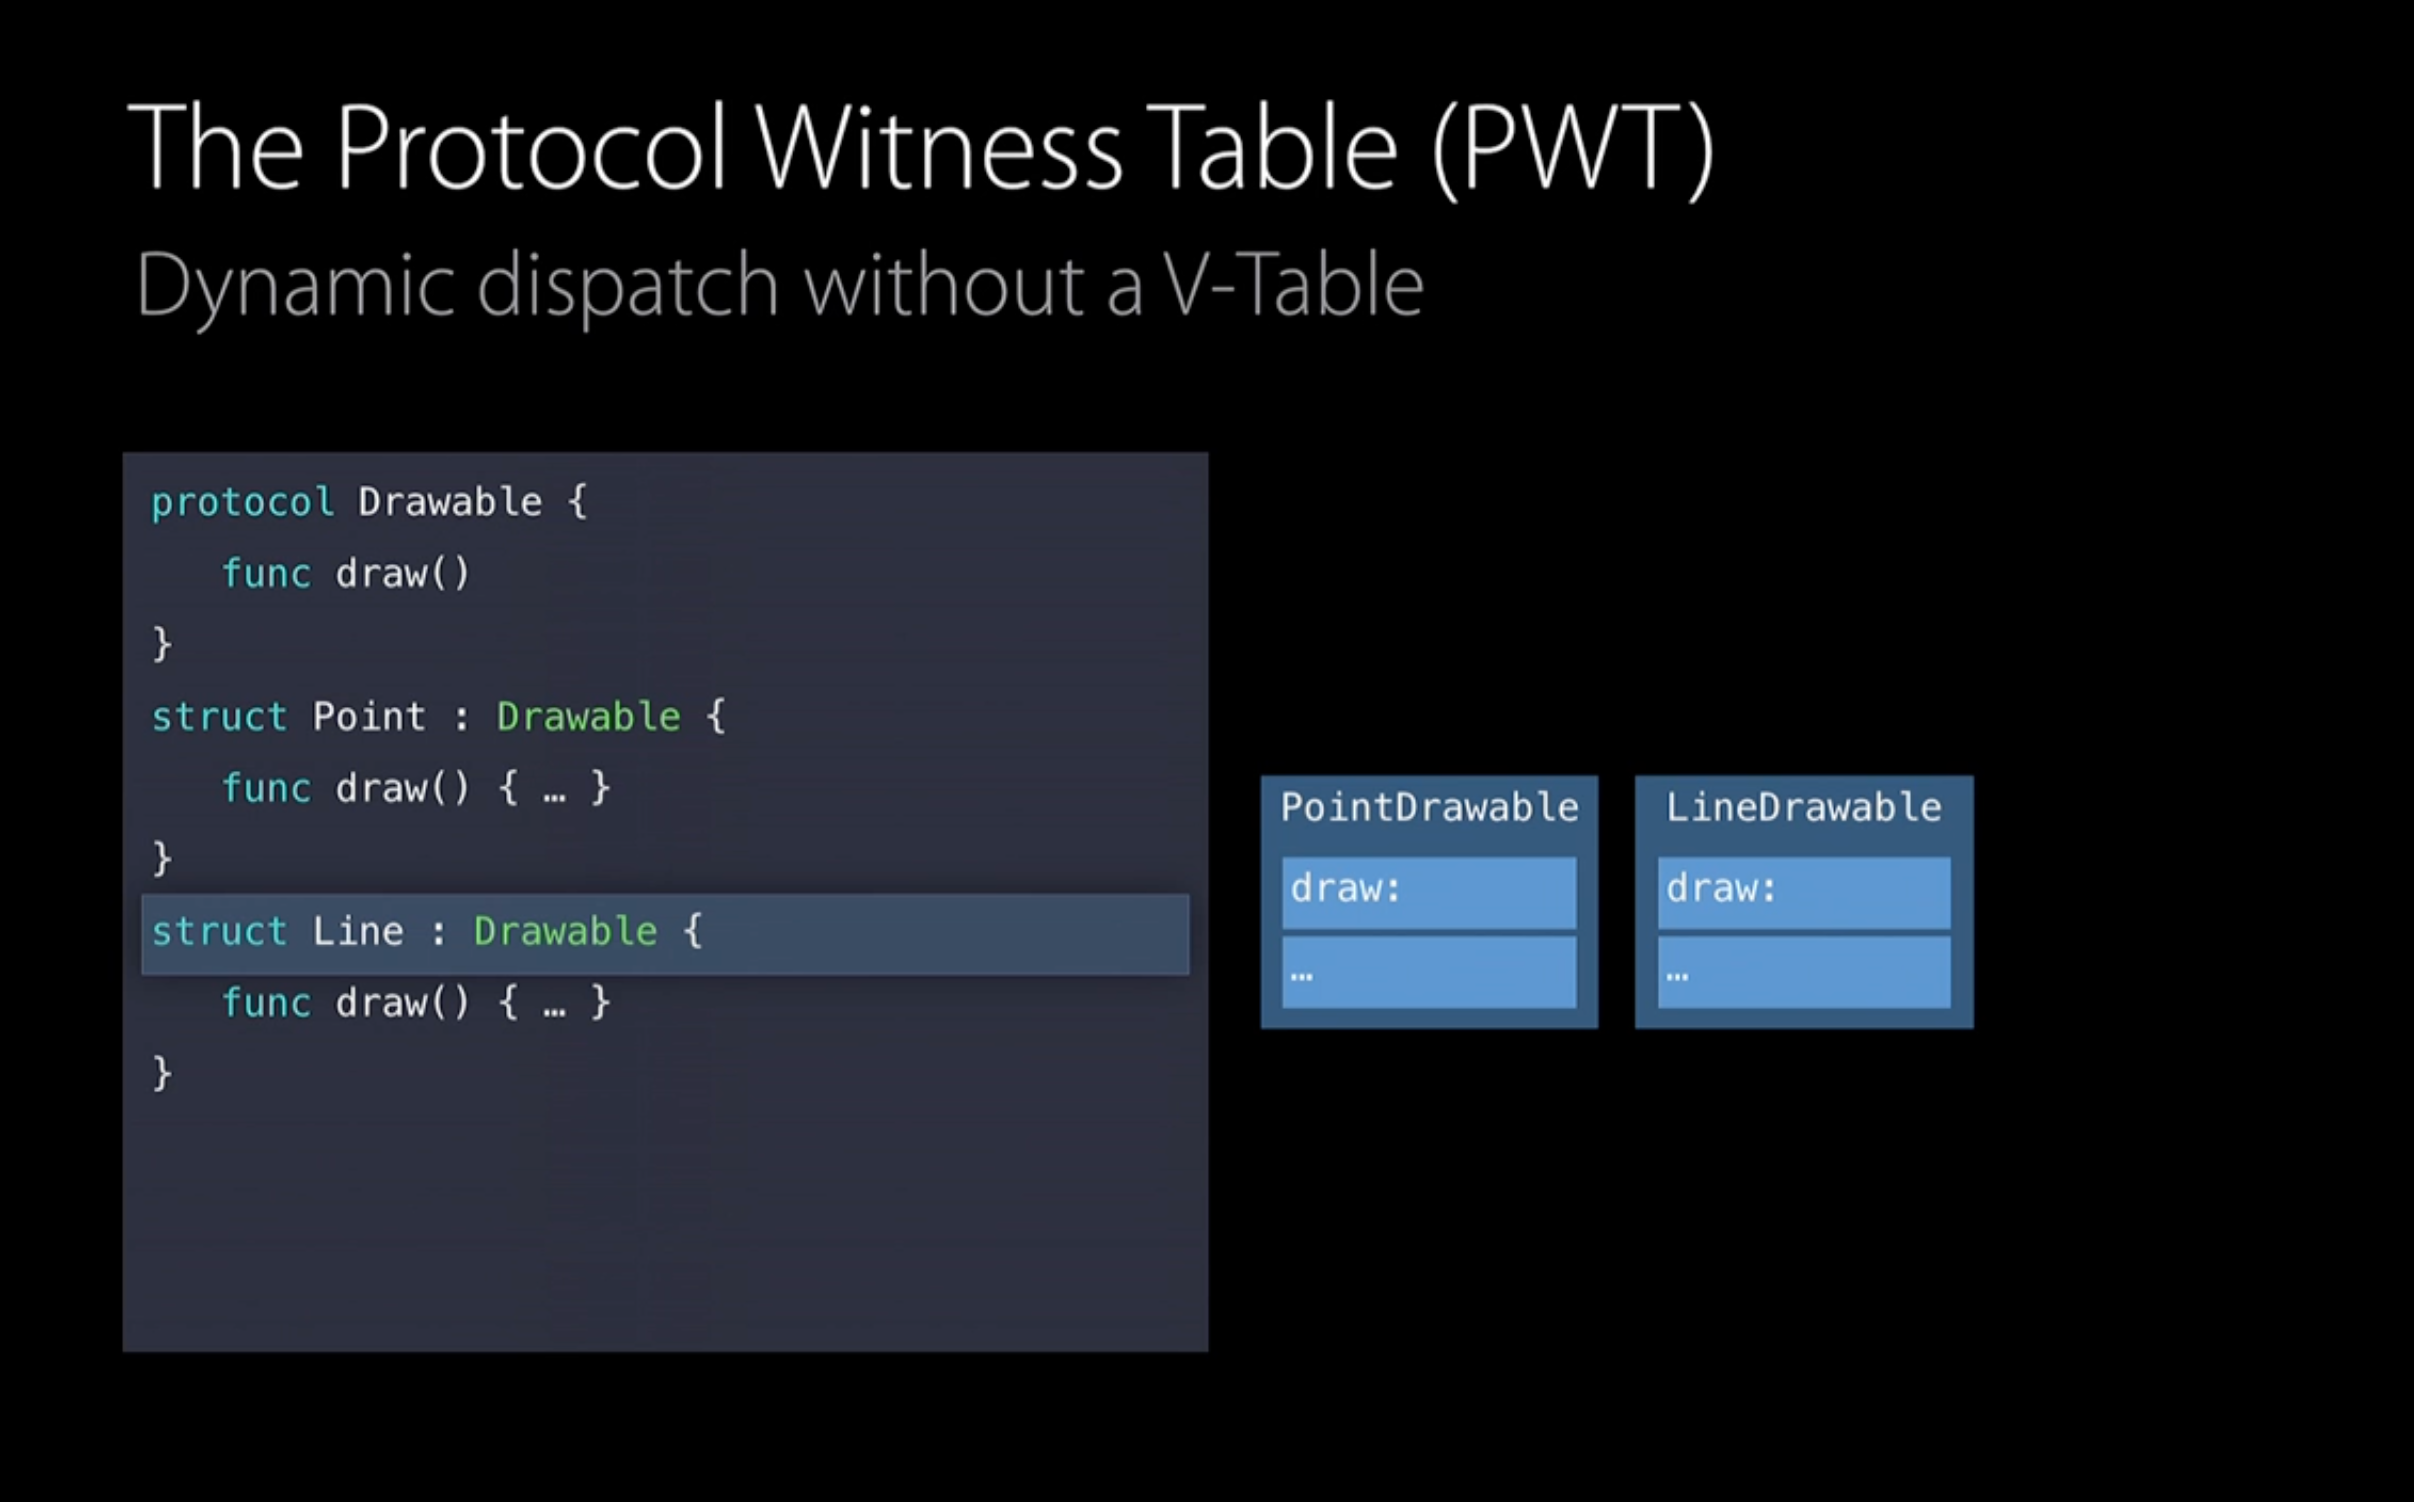 The Protocol Witness Table (PWT)
Dynamic dispatch without a V-Table
protocol Drawable {
   func draw()
}
struct Point : Drawable {
   func draw() { … }
}
struct Line : Drawable {
   func draw() { … }
}
PointDrawable
draw:
…
LineDrawable
draw:
…